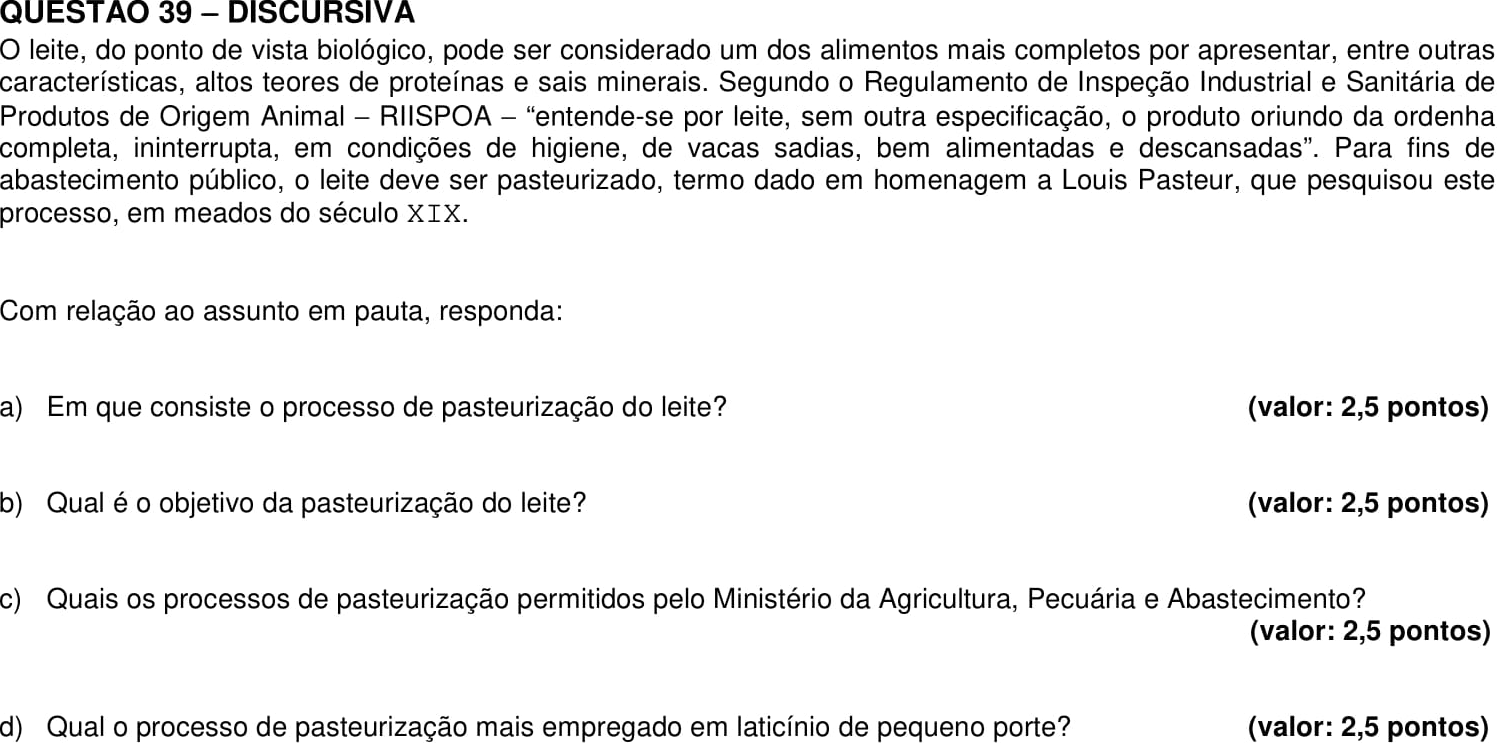 QUESTÃO 39 – DISCURSIVA
O leite, do ponto de vista biológico, pode ser considerado um dos alimentos mais completos por apresentar, entre outras
características, altos teores de proteínas e sais minerais. Segundo o Regulamento de Inspeção Industrial e Sanitária de
Produtos de Origem Animal – RIISPOA – “entende-se por leite, sem outra especificação, o produto oriundo da ordenha
completa, ininterrupta, em condições de higiene, de vacas sadias, bem alimentadas e descansadas”. Para fins de
abastecimento público, o leite deve ser pasteurizado, termo dado em homenagem a Louis Pasteur, que pesquisou este
processo, em meados do século XIX.
Com relação ao assunto em pauta, responda:
a) Em que consiste o processo de pasteurização do leite? (valor: 2,5 pontos)
b) Qual é o objetivo da pasteurização do leite? (valor: 2,5 pontos)
c) Quais os processos de pasteurização permitidos pelo Ministério da Agricultura, Pecuária e Abastecimento?
(valor: 2,5 pontos)
d) Qual o processo de pasteurização mais empregado em laticínio de pequeno porte? (valor: 2,5 pontos)